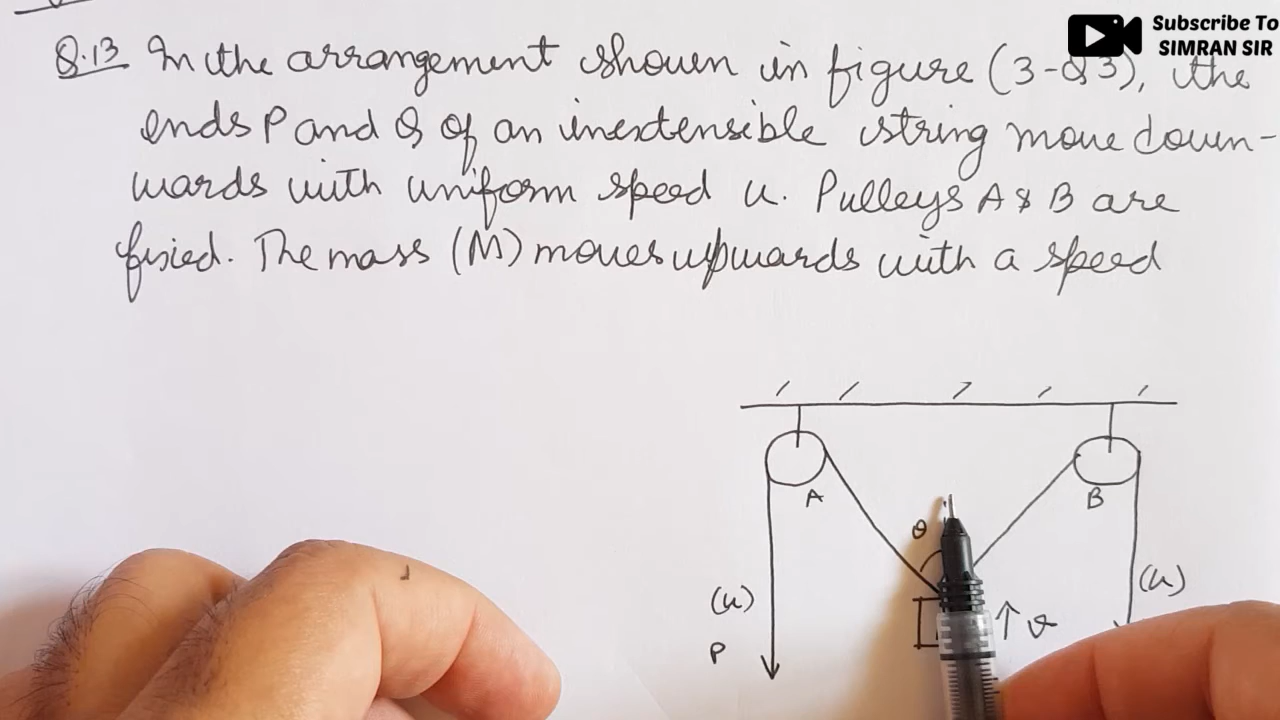 Subscribe To
SIMRAN SIR
Q.13 In the arrangement shown in figure (3-Q3), the
ends P and Q of an inextensible string move down-
wards with uniform speed u. Pulleys A & B are
fixed. The mass (M) moves upwards with a speed
A
B
θ
(u)
(u)
↑ v
P